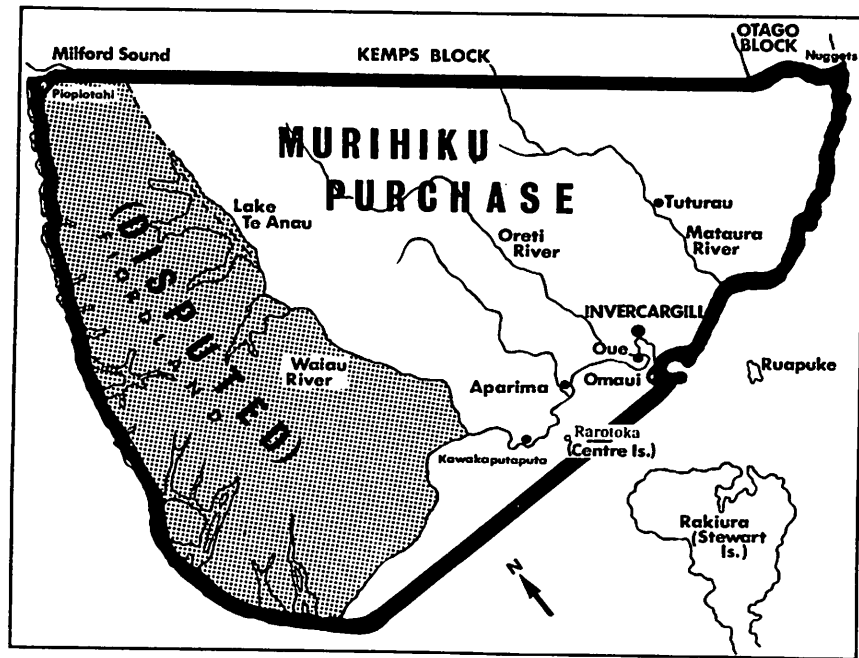 Milford Sound
KEMPS BLOCK
OTAGO
BLOCK
Nuggets
Piopiotahi
MURIHIKU
PURCHASE
Lake
Te Anau
Tuturau
Mataura
River
Oreti
River
(DISPUTED)
FIORDLAND
INVERCARGILL
Oue
Omaui
Ruapuke
Waiau
River
Aparima
Rarotoka
(Centre Is.)
Kawakaputaputa
Rakiura
(Stewart
Is.)
N